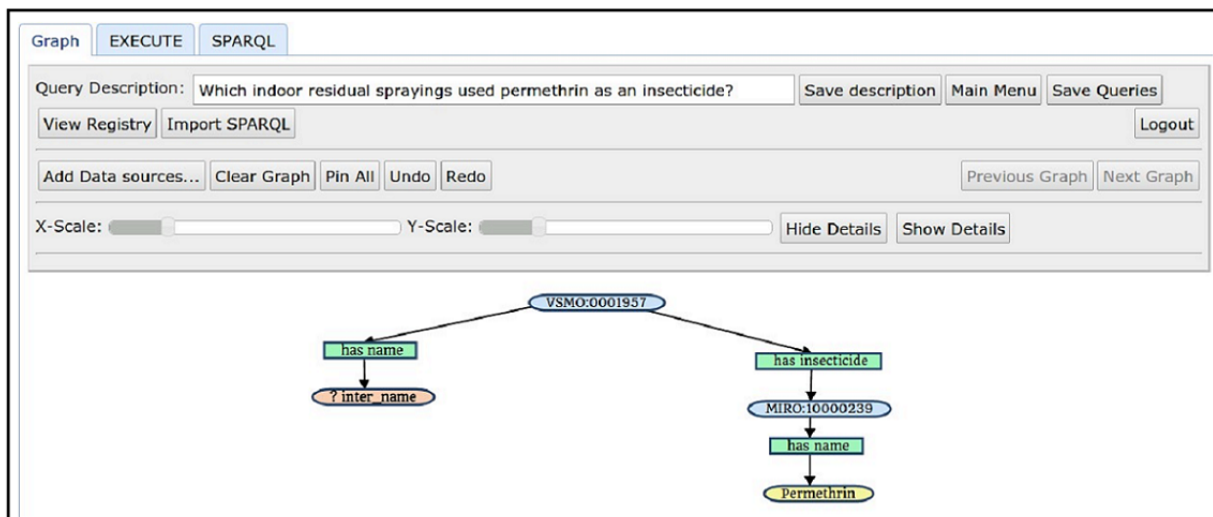 Graph EXECUTE SPARQL
Query Description: Which indoor residual sprayings used permethrin as an insecticide? Save description Main Menu Save Queries
View Registry Import SPARQL Logout
Add Data sources... Clear Graph Pin All Undo Redo Previous Graph Next Graph
X-Scale: Y-Scale: Hide Details Show Details
VSMO:0001957
has name
has insecticide
? inter_name
MIRO:10000239
has name
Permethrin